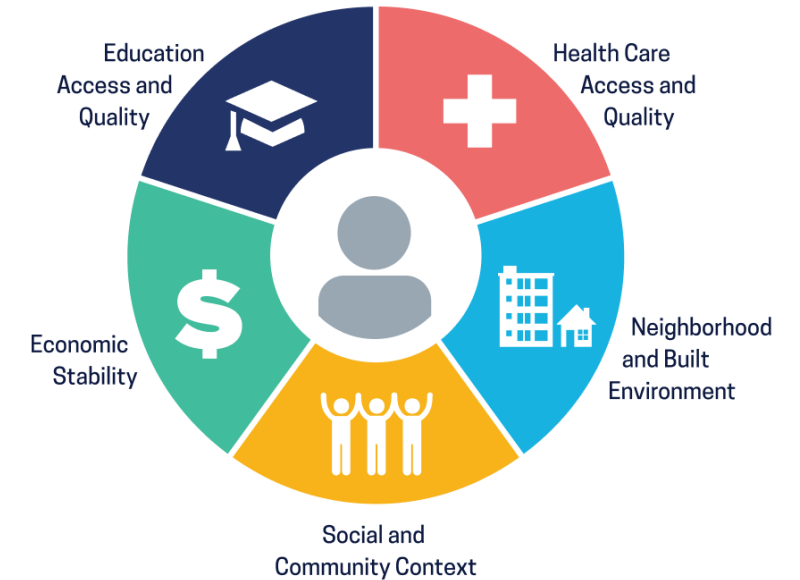 Education
Access and
Quality
Health Care
Access and
Quality
Economic
Stability
Neighborhood
and Built
Environment
Social and
Community Context